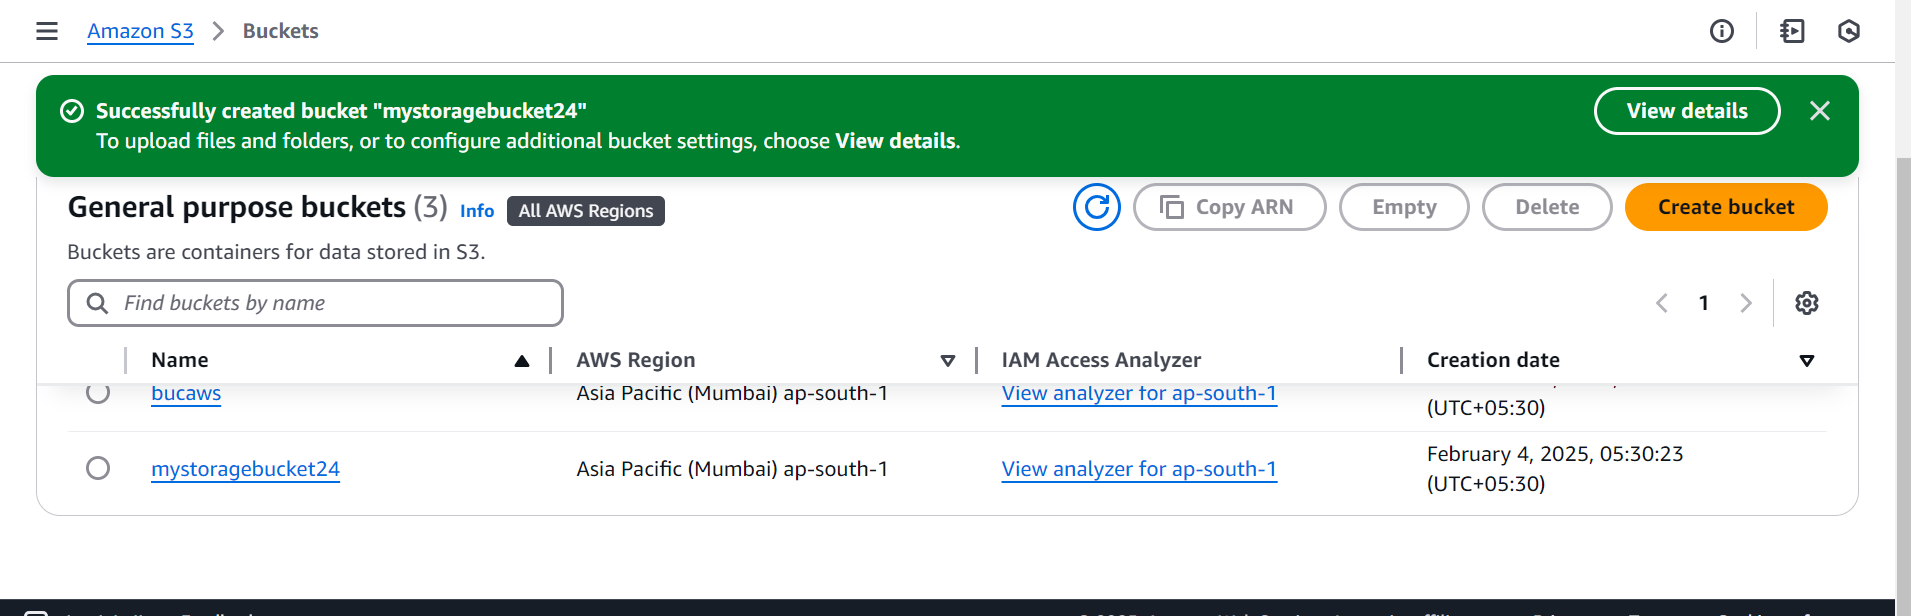 Amazon S3 > Buckets
Successfully created bucket "mystoragebucket24"
View details
To upload files and folders, or to configure additional bucket settings, choose View details.
General purpose buckets (3) Info All AWS Regions
Copy ARN Empty Delete Create bucket
Buckets are containers for data stored in S3.
Find buckets by name
1
Name AWS Region IAM Access Analyzer Creation date
bucaws Asia Pacific (Mumbai) ap-south-1 View analyzer for ap-south-1
(UTC+05:30)
mystoragebucket24 Asia Pacific (Mumbai) ap-south-1 View analyzer for ap-south-1 February 4, 2025, 05:30:23
(UTC+05:30)